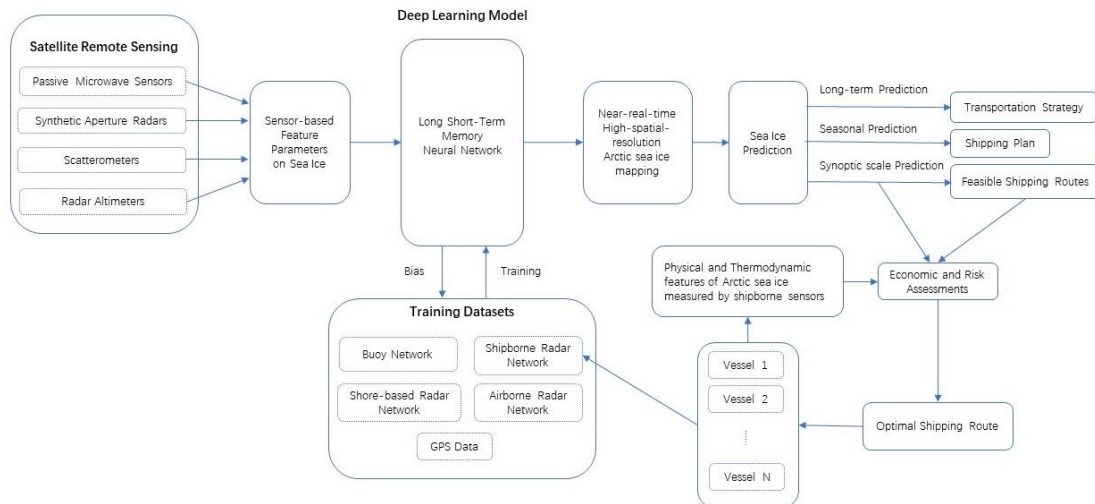 Deep Learning Model
Satellite Remote Sensing
Passive Microwave Sensors
Synthetic Aperture Radars
Scatterometers
Radar Altimeters
Sensor-based
Feature
Parameters
on Sea Ice
Long Short-Term
Memory
Neural Network
Near-real-time
High-spatial-
resolution
Arctic sea ice
mapping
Sea Ice
Prediction
Long-term Prediction
Transportation Strategy
Seasonal Prediction
Shipping Plan
Synoptic scale Prediction
Feasible Shipping Routes
Bias
Training
Physical and Thermodynamic
features of Arctic sea ice
measured by shipborne sensors
Economic and Risk
Assessments
Training Datasets
Buoy Network
Shipborne Radar
Network
Shore-based Radar
Network
Airborne Radar
Network
GPS Data
Vessel 1
Vessel 2
......
Vessel N
Optimal Shipping Route